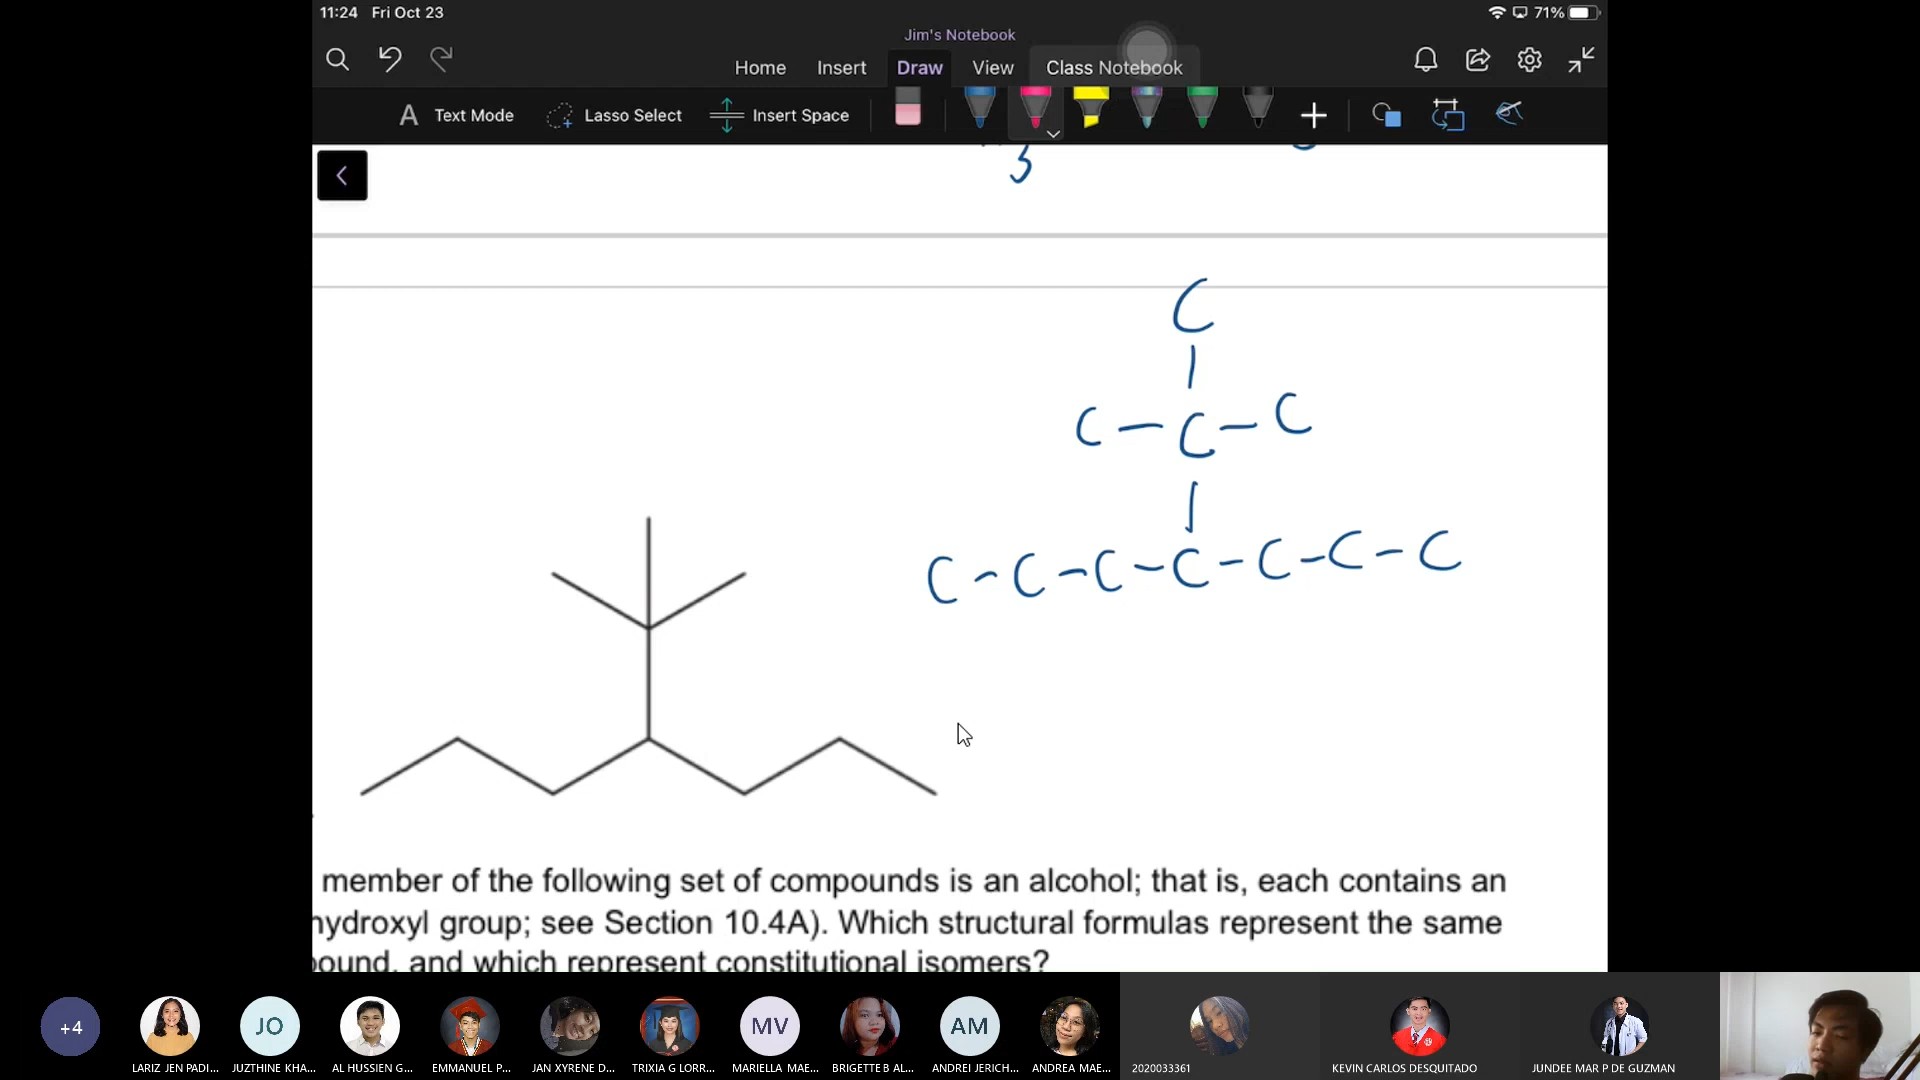 11:24 Fri Oct 23
71%
Jim's Notebook
Home Insert Draw View Class Notebook
A Text Mode Lasso Select Insert Space
3
C
C - C - C
C - C - C - C - C - C - C
member of the following set of compounds is an alcohol; that is, each contains an
hydroxyl group; see Section 10.4A). Which structural formulas represent the same
ound, and which represent constitutional isomers?
+4 JO MV AM
LARIZ JEN PADI... JUZTHINE KHA... AL HUSSIEN G... EMMANUEL P... JAN XYRENE D... TRIXIA G LORR... MARIELLA MAE... BRIGETTE B AL... ANDREI JERICH... ANDREA MAE... 2020033361 KEVIN CARLOS DESQUITADO JUNDEE MAR P DE GUZMAN